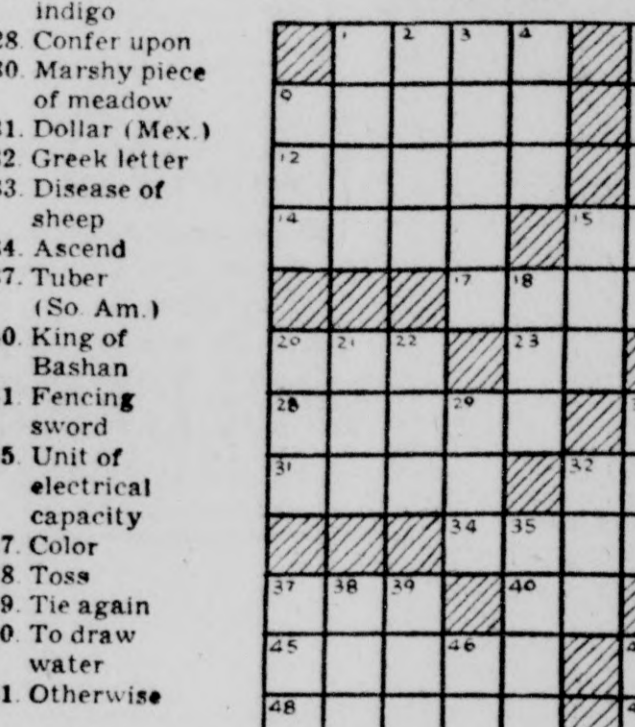 indigo
28. Confer upon
30. Marshy piece
of meadow
31. Dollar (Mex.)
32. Greek letter
33. Disease of
sheep
34. Ascend
37. Tuber
(So. Am.)
0. King of
Bashan
1. Fencing
sword
5. Unit of
electrical
capacity
7. Color
8. Toss
9. Tie again
0. To draw
water
1. Otherwise
1 2 3 4
9
12
14 15
17 18
20 21 22 23
28 29
31 32
34 35
37 38 39 40
45 46 4
48 4